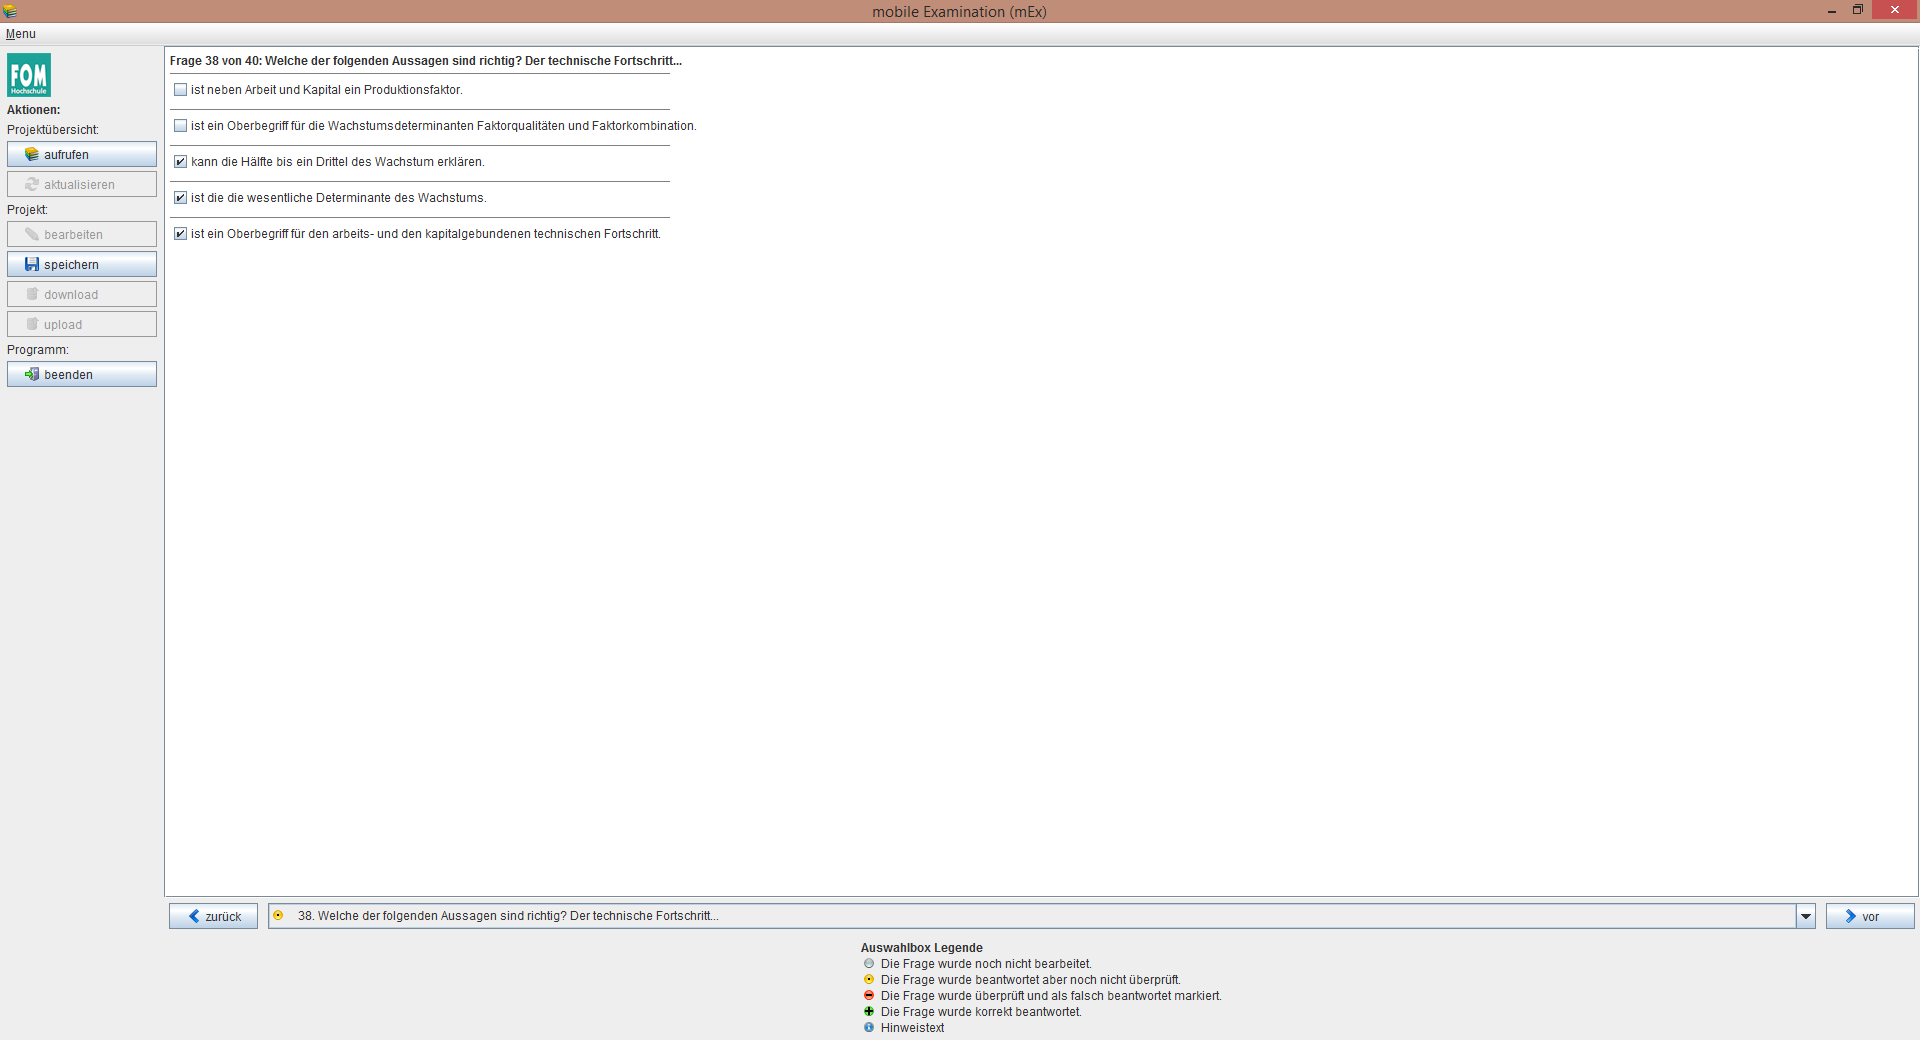 mobile Examination (mEx)
Menu
FOM
Hochschule
Aktionen:
Projektübersicht:
aufrufen
aktualisieren
Projekt:
bearbeiten
speichern
download
upload
Programm:
beenden
Frage 38 von 40: Welche der folgenden Aussagen sind richtig? Der technische Fortschritt...
ist neben Arbeit und Kapital ein Produktionsfaktor.
ist ein Oberbegriff für die Wachstumsdeterminanten Faktorqualitäten und Faktorkombination.
kann die Hälfte bis ein Drittel des Wachstum erklären.
ist die die wesentliche Determinante des Wachstums.
ist ein Oberbegriff für den arbeits- und den kapitalgebundenen technischen Fortschritt.
zurück
38. Welche der folgenden Aussagen sind richtig? Der technische Fortschritt...
vor
Auswahlbox Legende
Die Frage wurde noch nicht bearbeitet.
Die Frage wurde beantwortet aber noch nicht überprüft.
Die Frage wurde überprüft und als falsch beantwortet markiert.
Die Frage wurde korrekt beantwortet.
Hinweistext